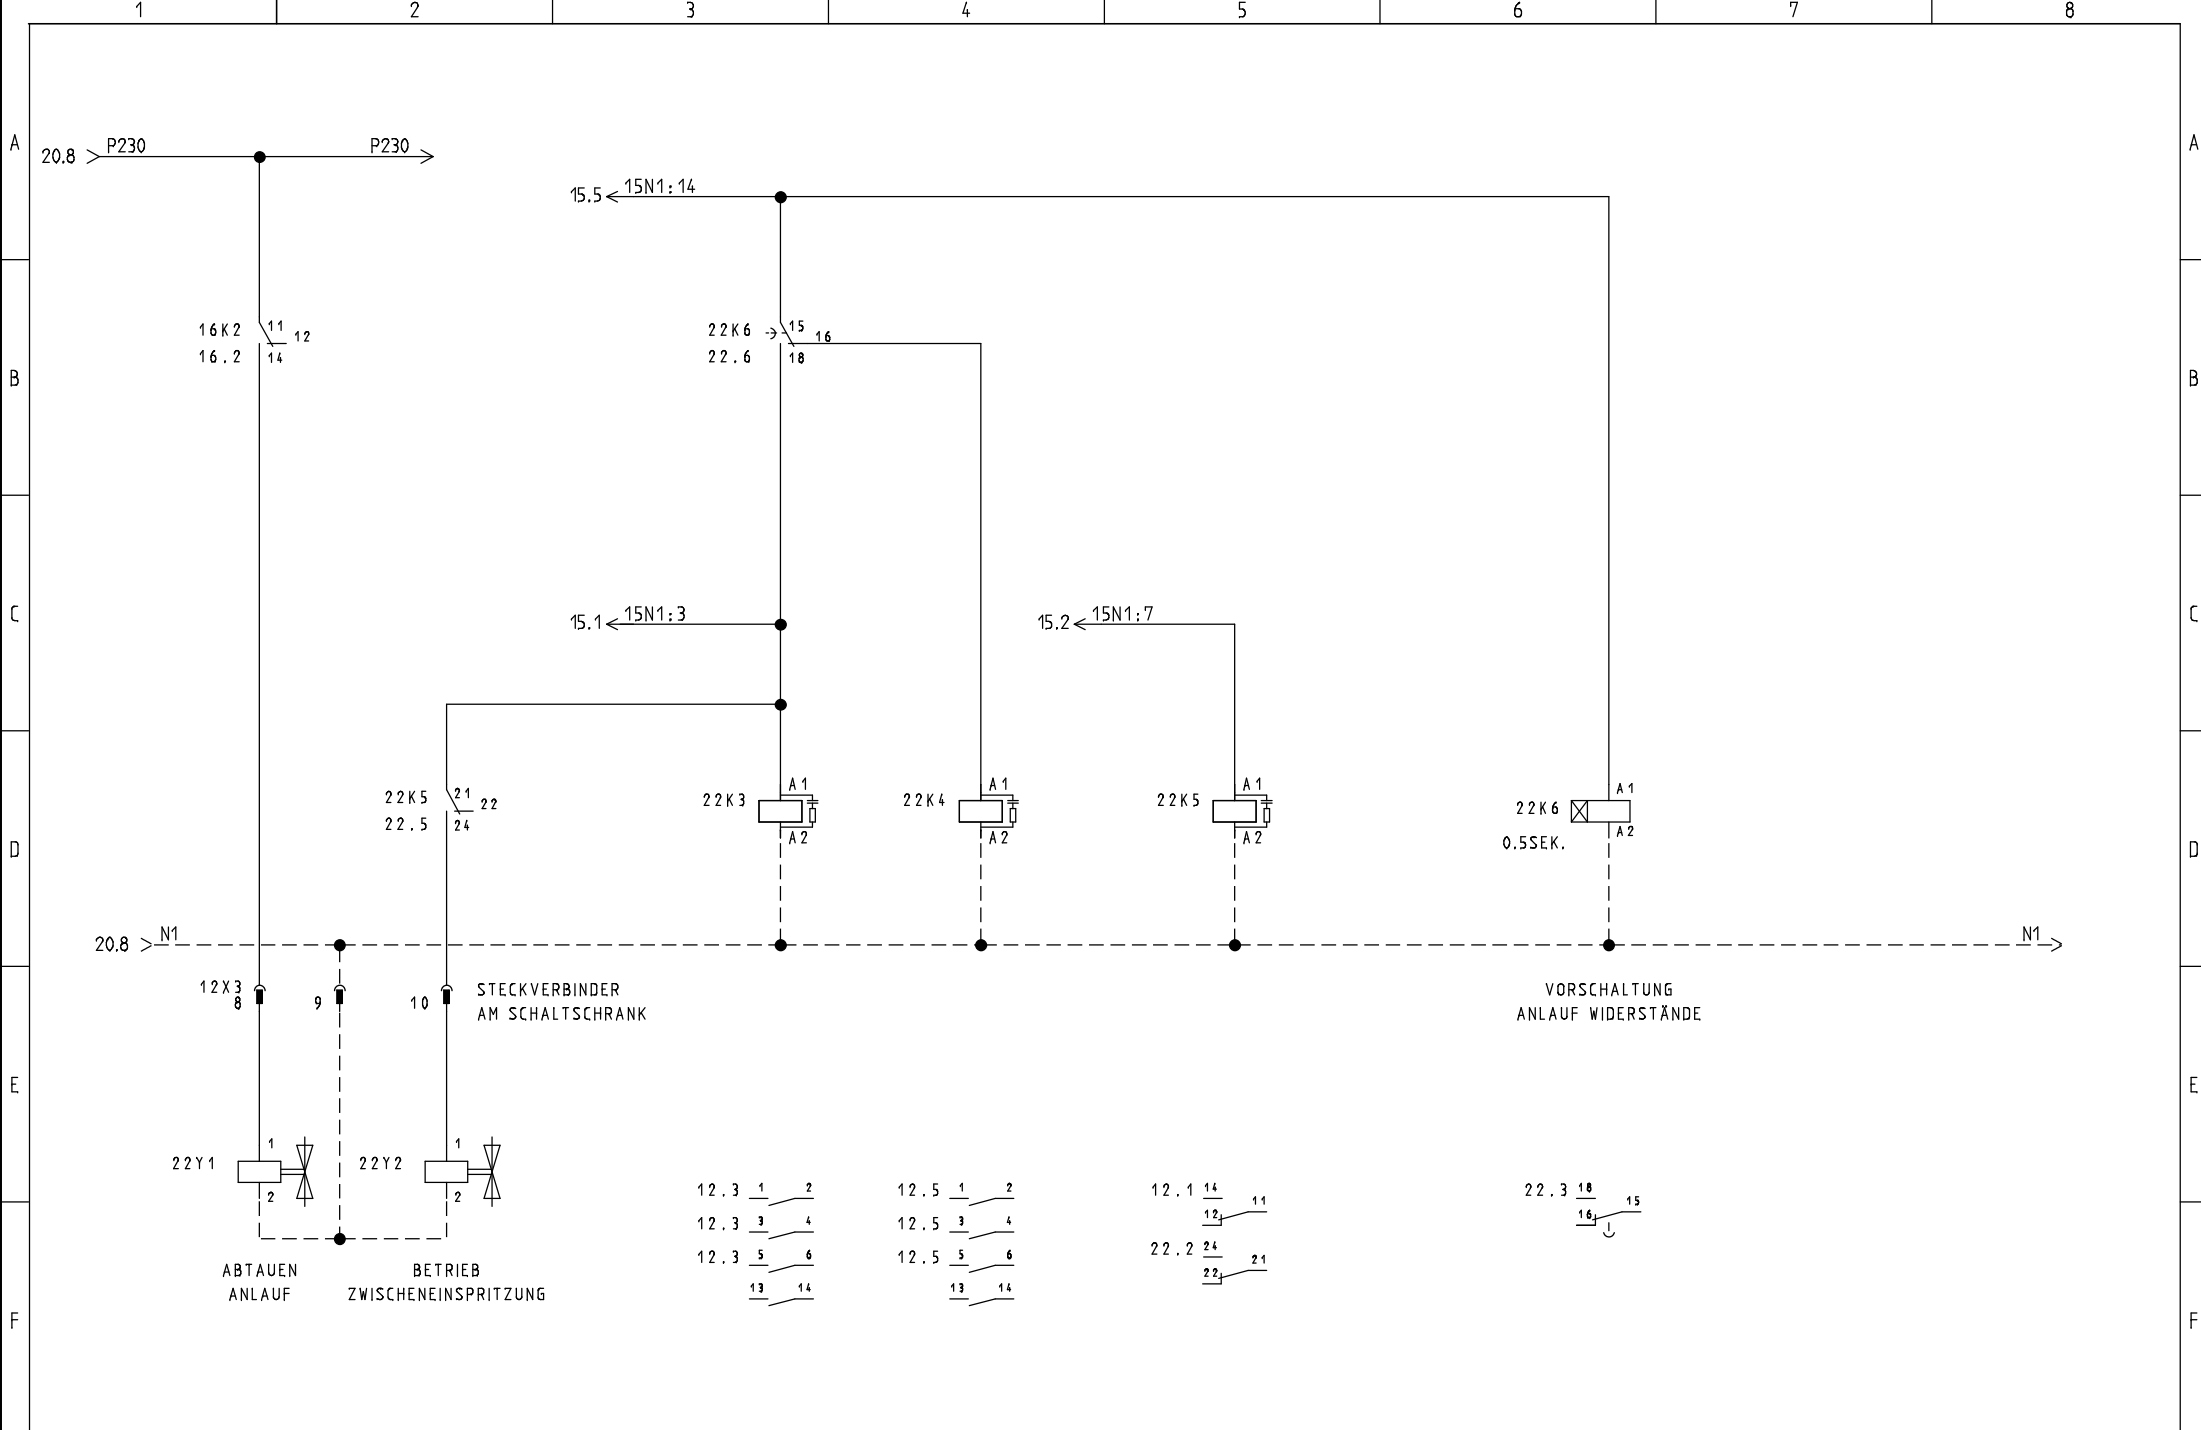 1 2 3 4 5 6 7 8
A A
20.8 P230 P230
15.5 15N1:14
16K2 11 12
16.2 14
22K6 15 16
22.6 18
B B
C C
15.1 15N1:3
15.2 15N1:7
22K5 21 22
22.5 24
22K3 A1
A2
22K4 A1
A2
22K5 A1
A2
22K6 A1
A2
0.5SEK.
D D
20.8 N1 N1
12X3
8 9 10
STECKVERBINDER
AM SCHALTSCHRANK
VORSCHALTUNG
ANLAUF WIDERSTÄNDE
E E
22Y1 1
2
22Y2 1
2
12.3 1 2
12.3 3 4
12.3 5 6
13 14
12.5 1 2
12.5 3 4
12.5 5 6
13 14
12.1 14
12 11
22.2 24
22 21
22.3 18
16 15
ABTAUEN
ANLAUF
BETRIEB
ZWISCHENEINSPRITZUNG
F F